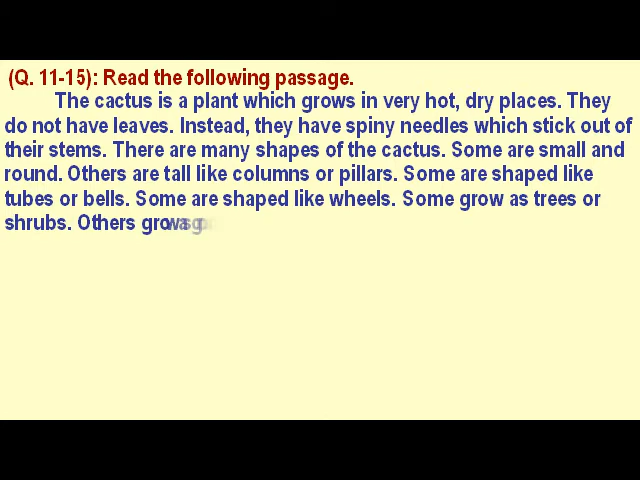 (Q. 11-15): Read the following passage.
The cactus is a plant which grows in very hot, dry places. They
do not have leaves. Instead, they have spiny needles which stick out of
their stems. There are many shapes of the cactus. Some are small and
round. Others are tall like columns or pillars. Some are shaped like
tubes or bells. Some are shaped like wheels. Some grow as trees or
shrubs. Others